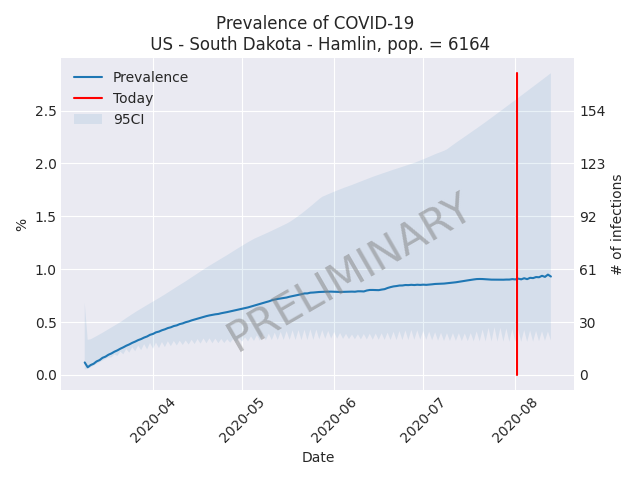 Prevalence of COVID-19
US - South Dakota - Hamlin, pop. = 6164
Prevalence
Today
95CI
2.5
2.0
1.5
1.0
0.5
0.0
%
154
123
92
61
30
0
# of infections
PRELIMINARY
2020-04
2020-05
2020-06
2020-07
2020-08
Date